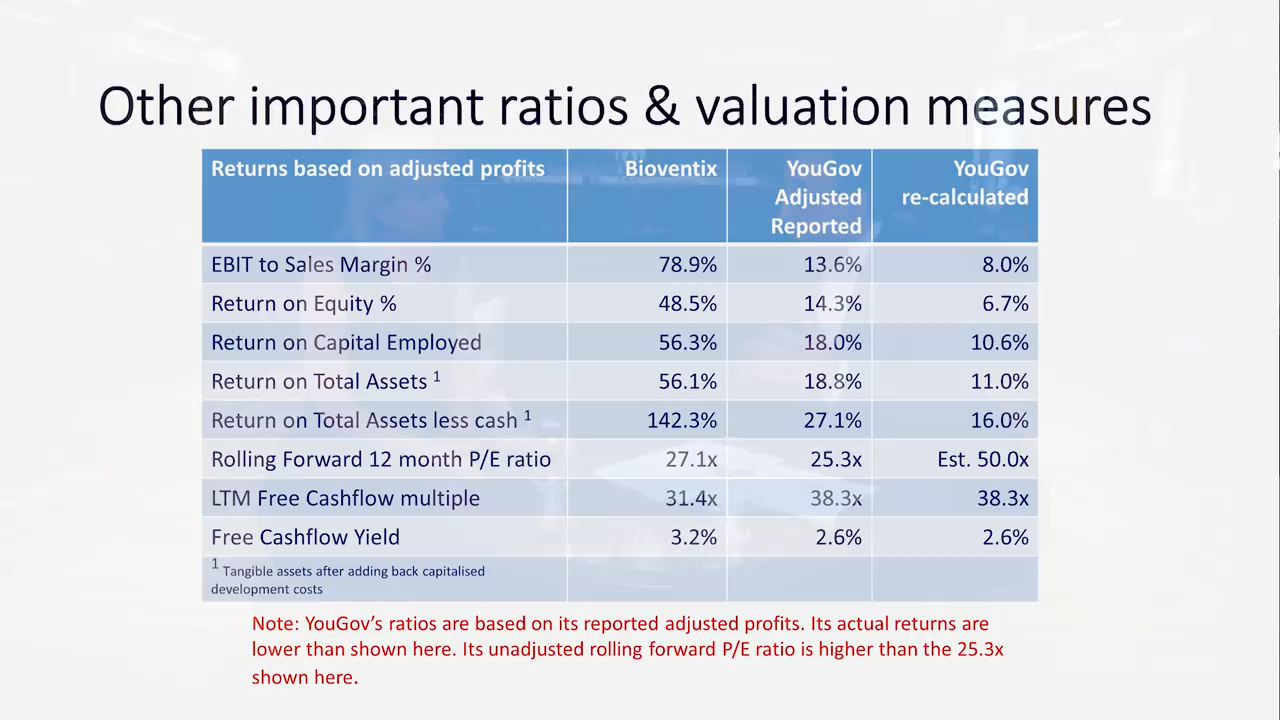 Other important ratios & valuation measures
Returns based on adjusted profits Bioventix YouGov Adjusted Reported YouGov re-calculated
EBIT to Sales Margin % 78.9% 13.6% 8.0%
Return on Equity % 48.5% 14.3% 6.7%
Return on Capital Employed 56.3% 18.0% 10.6%
Return on Total Assets 1 56.1% 18.8% 11.0%
Return on Total Assets less cash 1 142.3% 27.1% 16.0%
Rolling Forward 12 month P/E ratio 27.1x 25.3x Est. 50.0x
LTM Free Cashflow multiple 31.4x 38.3x 38.3x
Free Cashflow Yield 3.2% 2.6% 2.6%
1 Tangible assets after adding back capitalised
development costs
Note: YouGov's ratios are based on its reported adjusted profits. Its actual returns are
lower than shown here. Its unadjusted rolling forward P/E ratio is higher than the 25.3x
shown here.